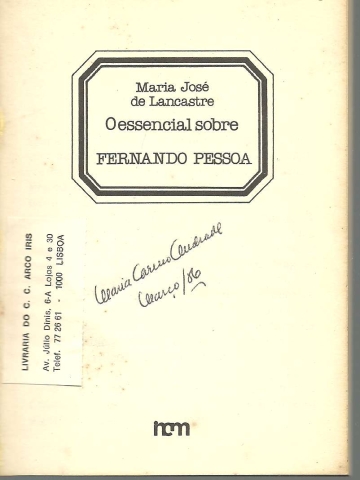 Maria José
de Lancastre
O essencial sobre
FERNANDO PESSOA
Maria Carmo Andrade
Março/86
LIVRARIA DO C. C. ARCO IRIS
Av. Júlio Dinis, 6-A Lojas 4 e 30
Telef. 77 26 61 - 1000 LISBOA
incm